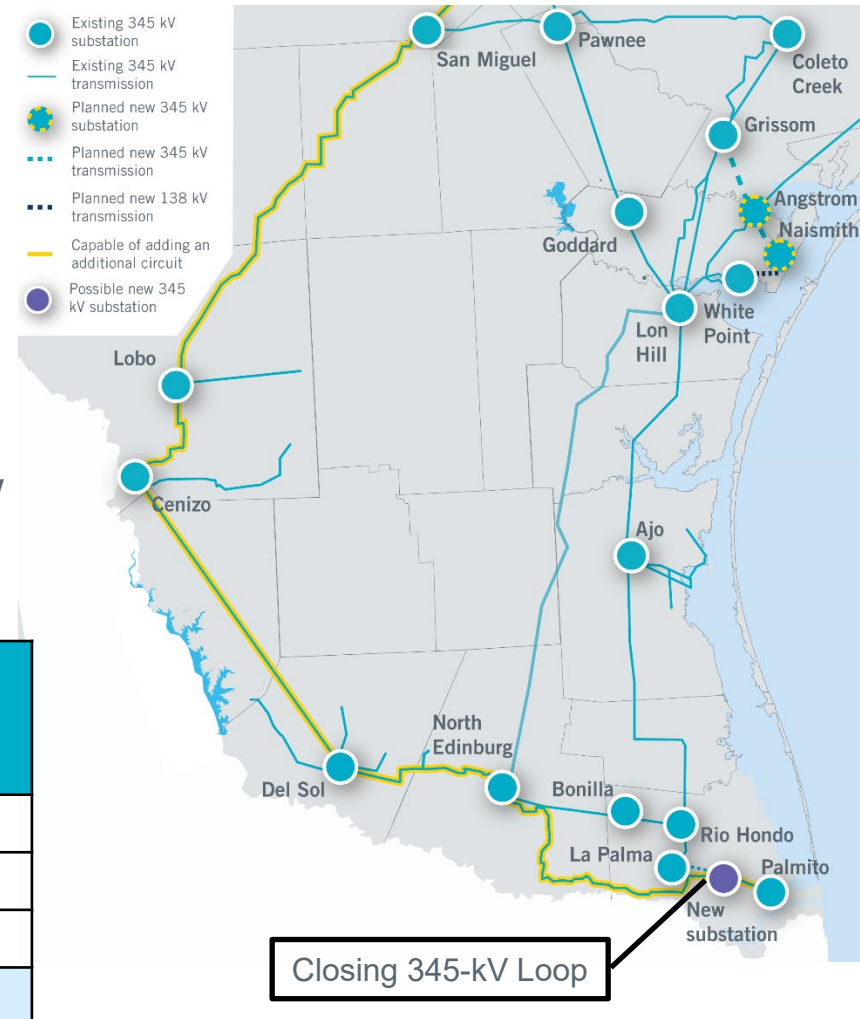 Existing 345 kV
substation
Existing 345 kV
transmission
Planned new 345 kV
substation
Planned new 345 kV
transmission
Planned new 138 kV
transmission
Capable of adding an
additional circuit
Possible new 345
kV substation
San Miguel
Pawnee
Coleto
Creek
Grissom
Angstrom
Naismith
Goddard
White
Point
Lon
Hill
Lobo
Cenizo
Ajo
North
Edinburg
Del Sol
Bonilla
Rio Hondo
La Palma
Palmito
New
substation
Closing 345-kV Loop